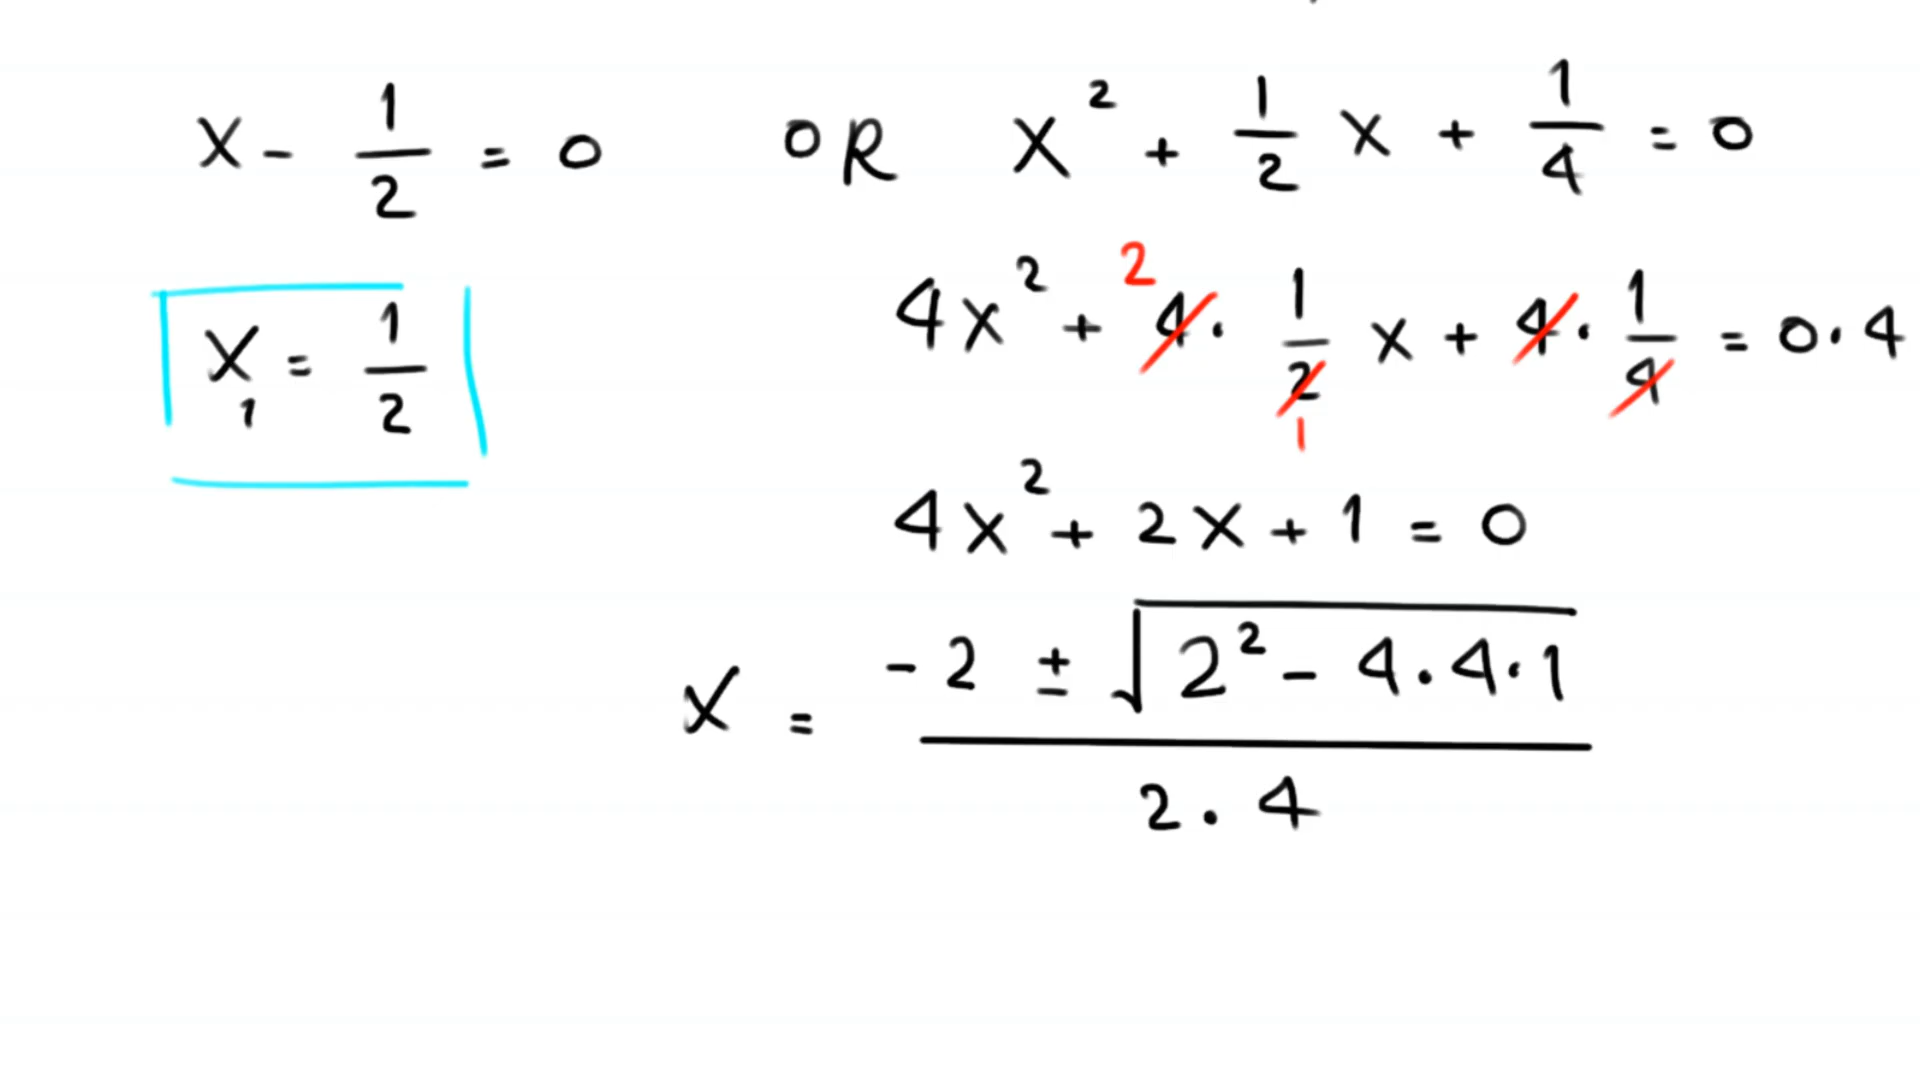 x - 1/2 = 0 OR x² + 1/2 x + 1/4 = 0
4x² + 4 · 1/2 x + 4 · 1/4 = 0 · 4
2
1
x₁ = 1/2
4x² + 2x + 1 = 0
x = (-2 ± √(2² - 4 · 4 · 1)) / (2 · 4)